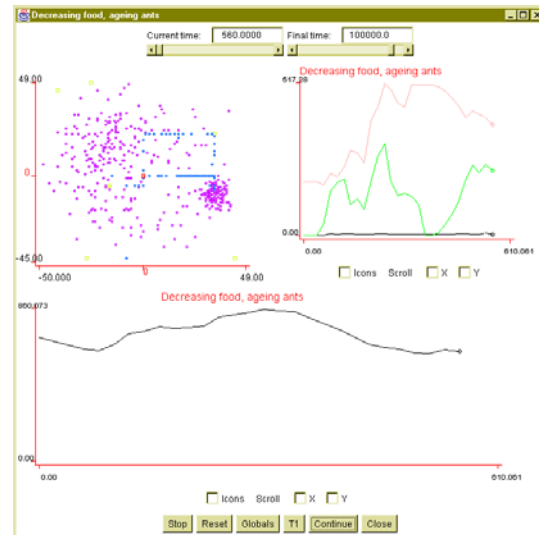 Decreasing food, ageing ants
Current time: 560.0000 Final time: 100000.0
49.00
0
-45.00
-50.000 0 49.00
Decreasing food, ageing ants
617.28
0.00
0.00 610.061
Icons Scroll X Y
Decreasing food, ageing ants
860.073
0.00
0.00 610.061
Icons Scroll X Y
Stop Reset Globals T1 Continue Close